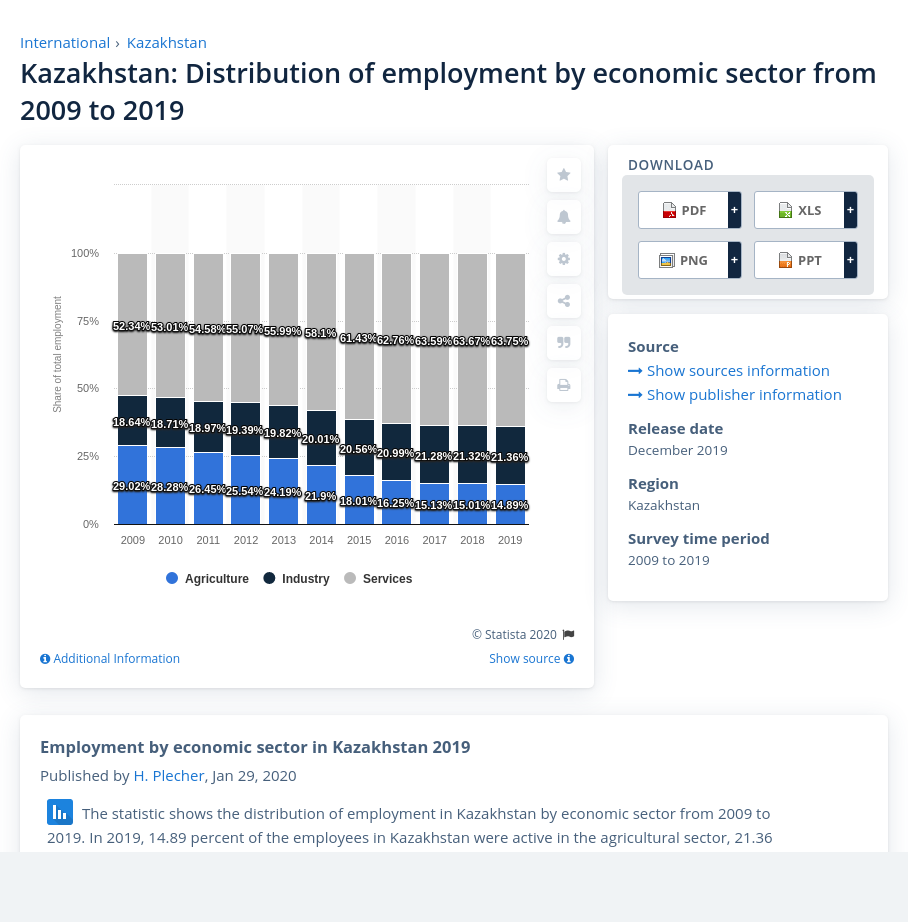 International › Kazakhstan
Kazakhstan: Distribution of employment by economic sector from
2009 to 2019
DOWNLOAD
PDF +
XLS +
PNG +
PPT +
Share of total employment
100%
75%
50%
25%
0%
52.34% 53.01% 54.58% 55.07% 55.99% 58.1% 61.43% 62.76% 63.59% 63.67% 63.75%
18.64% 18.71% 18.97% 19.39% 19.82% 20.01% 20.56% 20.99% 21.28% 21.32% 21.36%
29.02% 28.28% 26.45% 25.54% 24.19% 21.9% 18.01% 16.25% 15.13% 15.01% 14.89%
2009 2010 2011 2012 2013 2014 2015 2016 2017 2018 2019
Agriculture Industry Services
© Statista 2020
Additional Information
Show source
Source
Show sources information
Show publisher information
Release date
December 2019
Region
Kazakhstan
Survey time period
2009 to 2019
Employment by economic sector in Kazakhstan 2019
Published by H. Plecher, Jan 29, 2020
The statistic shows the distribution of employment in Kazakhstan by economic sector from 2009 to
2019. In 2019, 14.89 percent of the employees in Kazakhstan were active in the agricultural sector, 21.36